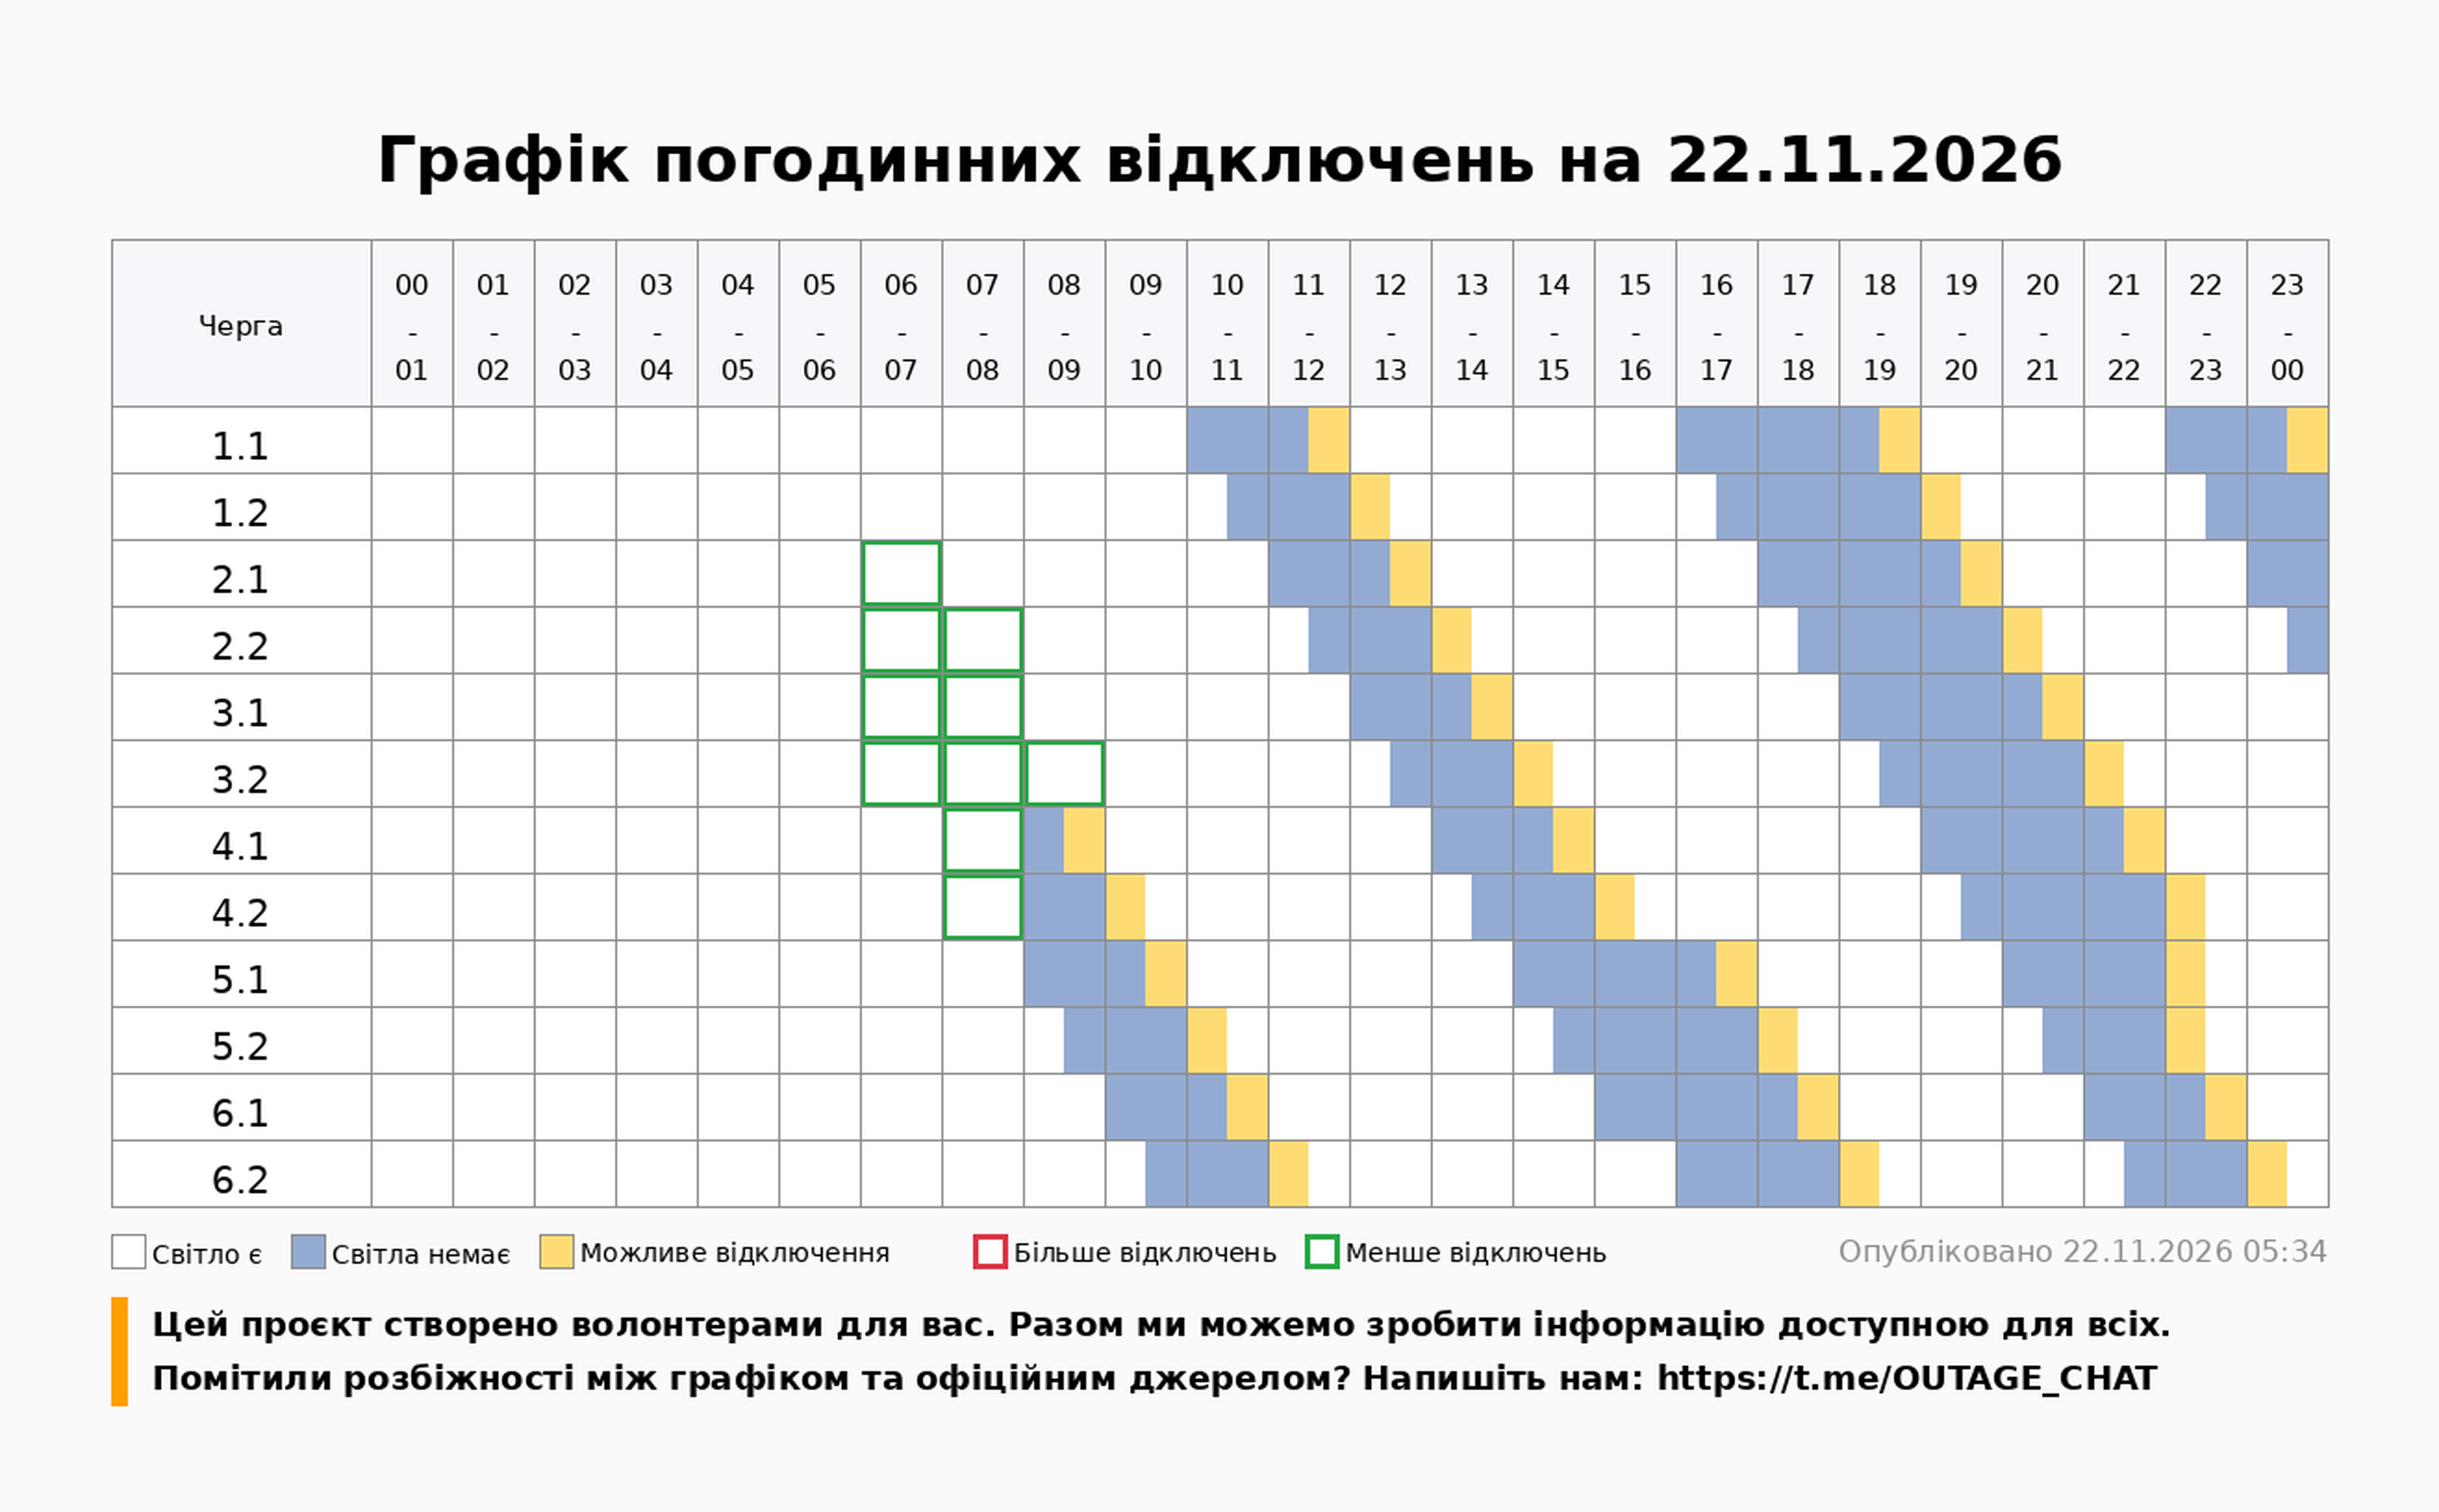 Графік погодинних відключень на 22.11.2026
Черга
00 - 01
01 - 02
02 - 03
03 - 04
04 - 05
05 - 06
06 - 07
07 - 08
08 - 09
09 - 10
10 - 11
11 - 12
12 - 13
13 - 14
14 - 15
15 - 16
16 - 17
17 - 18
18 - 19
19 - 20
20 - 21
21 - 22
22 - 23
23 - 00
1.1
1.2
2.1
2.2
3.1
3.2
4.1
4.2
5.1
5.2
6.1
6.2
Світло є Світла немає Можливе відключення Більше відключень Менше відключень Опубліковано 22.11.2026 05:34
Цей проєкт створено волонтерами для вас. Разом ми можемо зробити інформацію доступною для всіх.
Помітили розбіжності між графіком та офіційним джерелом? Напишіть нам: https://t.me/OUTAGE_CHAT